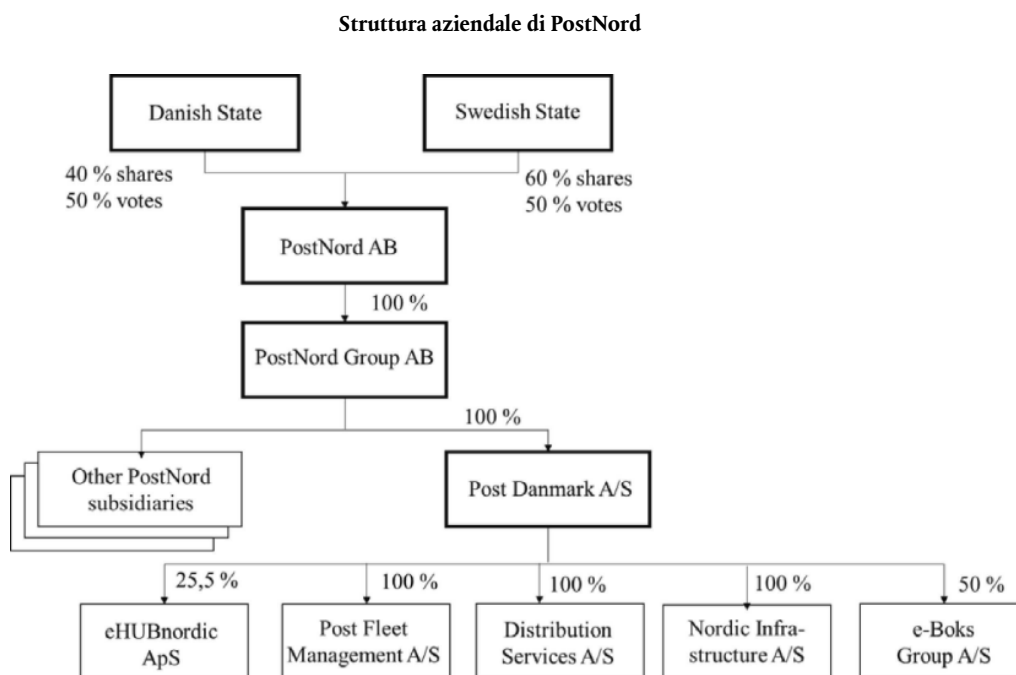 Struttura aziendale di PostNord
Danish State
Swedish State
40 % shares
50 % votes
60 % shares
50 % votes
PostNord AB
100 %
PostNord Group AB
100 %
Other PostNord
subsidiaries
Post Danmark A/S
25,5 %
100 %
100 %
100 %
50 %
eHUBnordic
ApS
Post Fleet
Management A/S
Distribution
Services A/S
Nordic Infra-
structure A/S
e-Boks
Group A/S